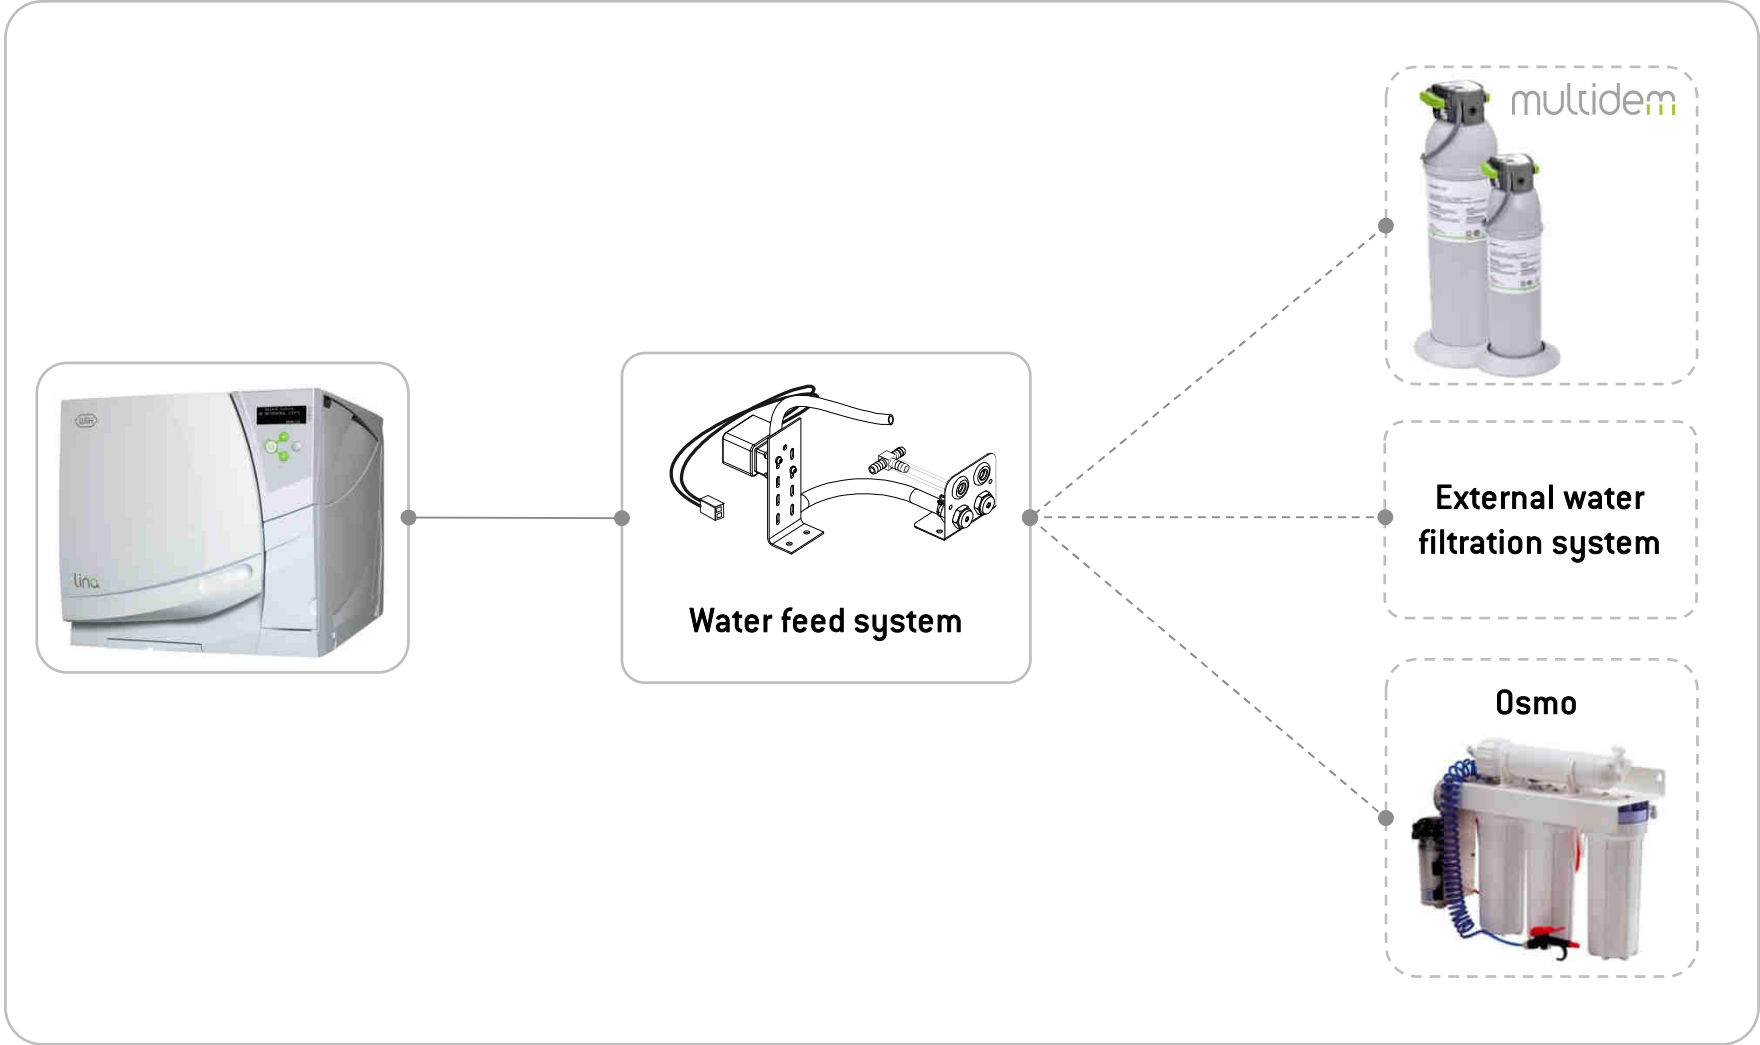 multidem
W&H
lina
Water feed system
External water
filtration system
Osmo